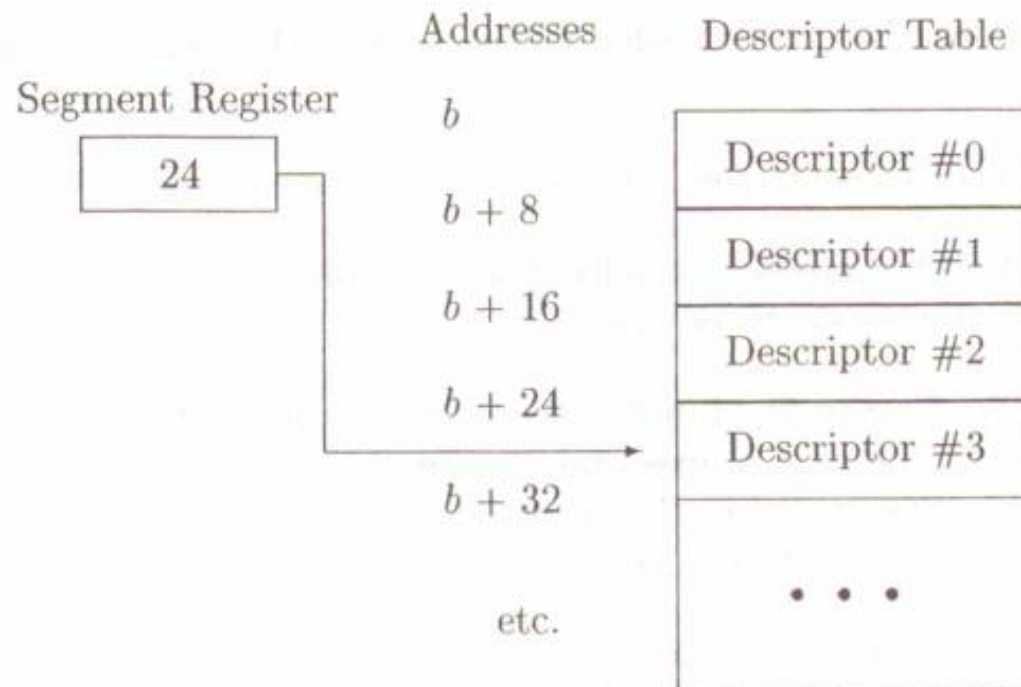 Addresses
Descriptor Table
Segment Register
24
b
b + 8
b + 16
b + 24
b + 32
etc.
Descriptor #0
Descriptor #1
Descriptor #2
Descriptor #3
• • •